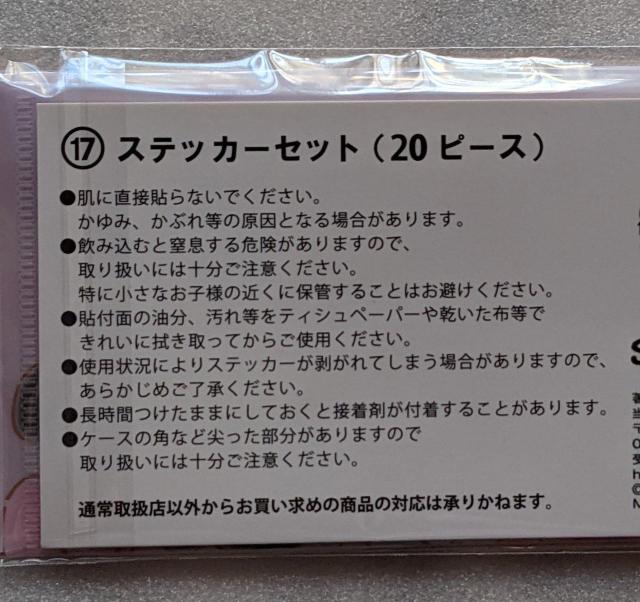 ⑰ ステッカーセット（20 ピース）
●肌に直接貼らないでください。
かゆみ、かぶれ等の原因となる場合があります。
●飲み込むと窒息する危険がありますので、
取り扱いには十分ご注意ください。
特に小さなお子様の近くに保管することはお避けください。
●貼付面の油分、汚れ等をティシュペーパーや乾いた布等で
きれいに拭き取ってからご使用ください。
●使用状況によりステッカーが剥がれてしまう場合がありますので、
あらかじめご了承ください。
●長時間つけたままにしておくと接着剤が付着することがあります。
●ケースの角など尖った部分がありますので
取り扱いには十分ご注意ください。
通常取扱店以外からお買い求めの商品の対応は承りかねます。